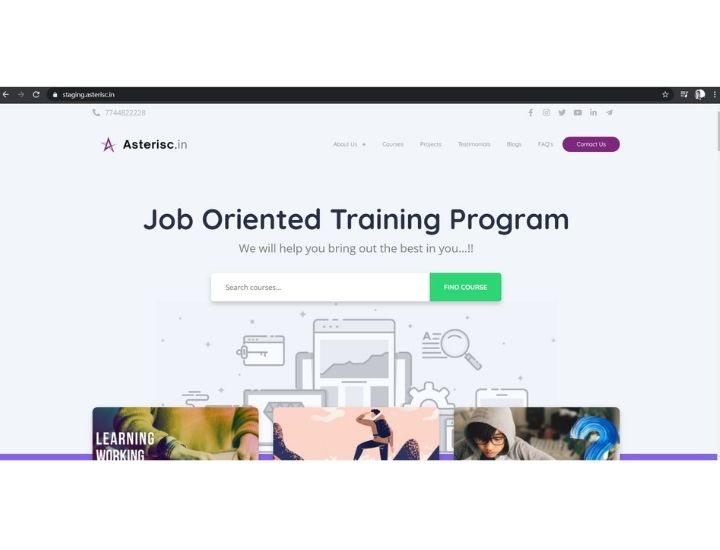 staging.asterisc.in
7744822228
Asterisc.in
About Us + Courses Projects Testimonials Blogs FAQ's Contact Us
Job Oriented Training Program
We will help you bring out the best in you...!!
Search courses... FIND COURSE
A
LEARNING
WORKING
?